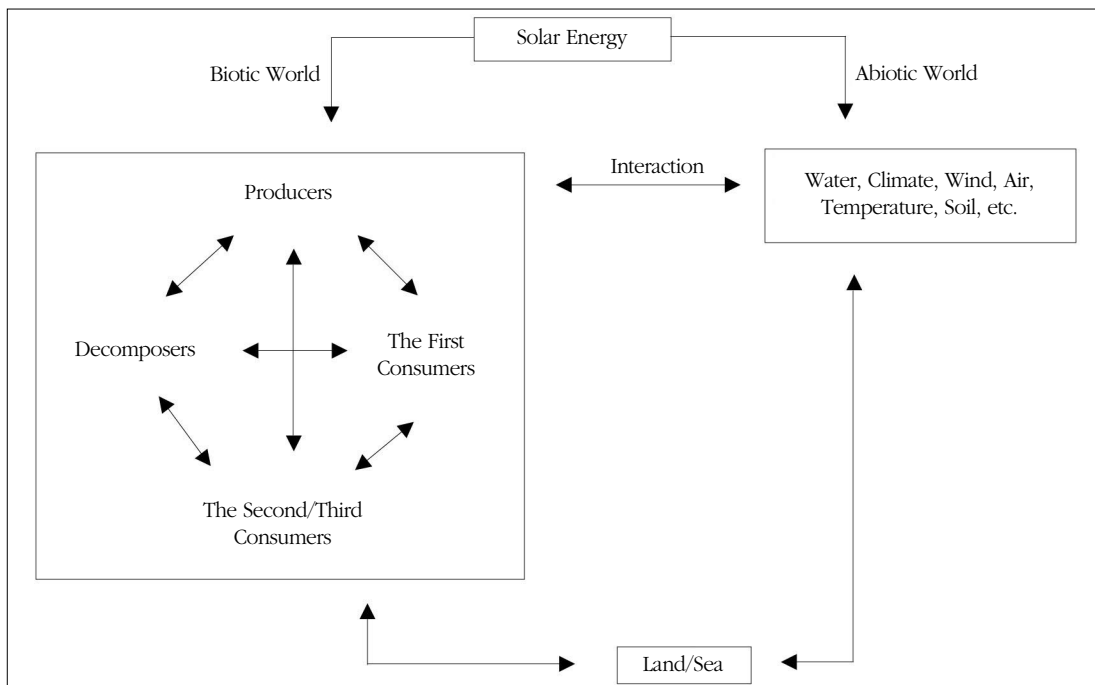 Solar Energy
Biotic World
Abiotic World
Interaction
Water, Climate, Wind, Air,
Temperature, Soil, etc.
Producers
Decomposers
The First
Consumers
The Second/Third
Consumers
Land/Sea